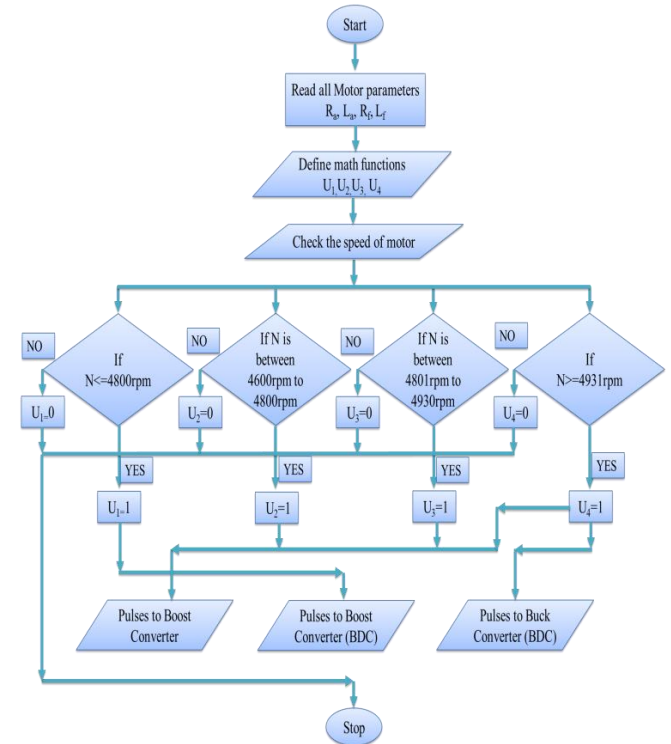 Start
Read all Motor parameters
Ra, La, Rf, Lf
Define math functions
U1, U2, U3, U4
Check the speed of motor
NO
If
N<=4800rpm
NO
If N is
between
4600rpm to
4800rpm
NO
If N is
between
4801rpm to
4930rpm
NO
If
N>=4931rpm
U1=0
U2=0
U3=0
U4=0
YES
YES
YES
YES
U1=1
U2=1
U3=1
U4=1
Pulses to Boost
Converter
Pulses to Boost
Converter (BDC)
Pulses to Buck
Converter (BDC)
Stop